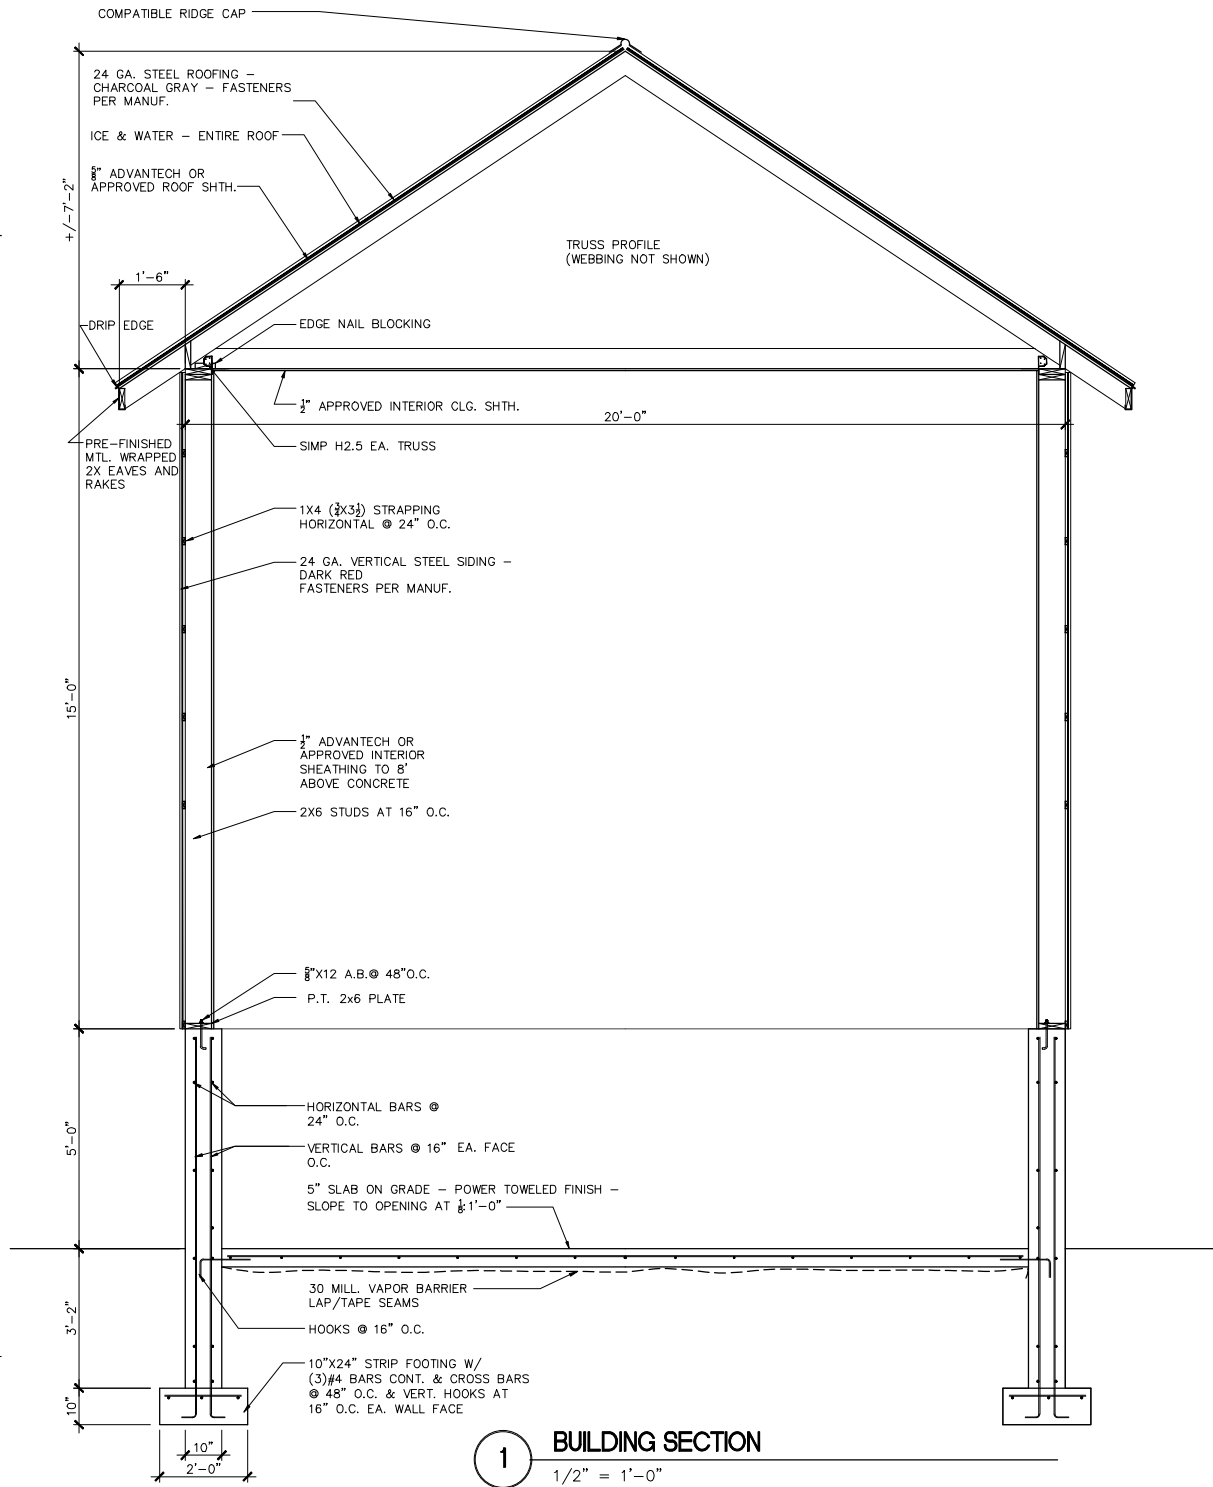 COMPATIBLE RIDGE CAP
24 GA. STEEL ROOFING –
CHARCOAL GRAY – FASTENERS
PER MANUF.
ICE & WATER – ENTIRE ROOF
5/8" ADVANTECH OR
APPROVED ROOF SHTH.
+/-7'-2"
TRUSS PROFILE
(WEBBING NOT SHOWN)
1'-6"
DRIP EDGE
EDGE NAIL BLOCKING
1/2" APPROVED INTERIOR CLG. SHTH.
20'-0"
PRE-FINISHED
MTL. WRAPPED
2X EAVES AND
RAKES
SIMP H2.5 EA. TRUSS
1X4 (3/4X3 1/2) STRAPPING
HORIZONTAL @ 24" O.C.
24 GA. VERTICAL STEEL SIDING –
DARK RED
FASTENERS PER MANUF.
15'-0"
1/2" ADVANTECH OR
APPROVED INTERIOR
SHEATHING TO 8'
ABOVE CONCRETE
2X6 STUDS AT 16" O.C.
5/8"X12 A.B.@ 48"O.C.
P.T. 2x6 PLATE
5'-0"
HORIZONTAL BARS @
24" O.C.
VERTICAL BARS @ 16" EA. FACE
O.C.
5" SLAB ON GRADE – POWER TOWELED FINISH –
SLOPE TO OPENING AT 1/8:1'-0"
30 MILL. VAPOR BARRIER
LAP/TAPE SEAMS
3'-2"
HOOKS @ 16" O.C.
10"X24" STRIP FOOTING W/
(3)#4 BARS CONT. & CROSS BARS
@ 48" O.C. & VERT. HOOKS AT
16" O.C. EA. WALL FACE
10"
10"
2'-0"
1
BUILDING SECTION
1/2" = 1'-0"